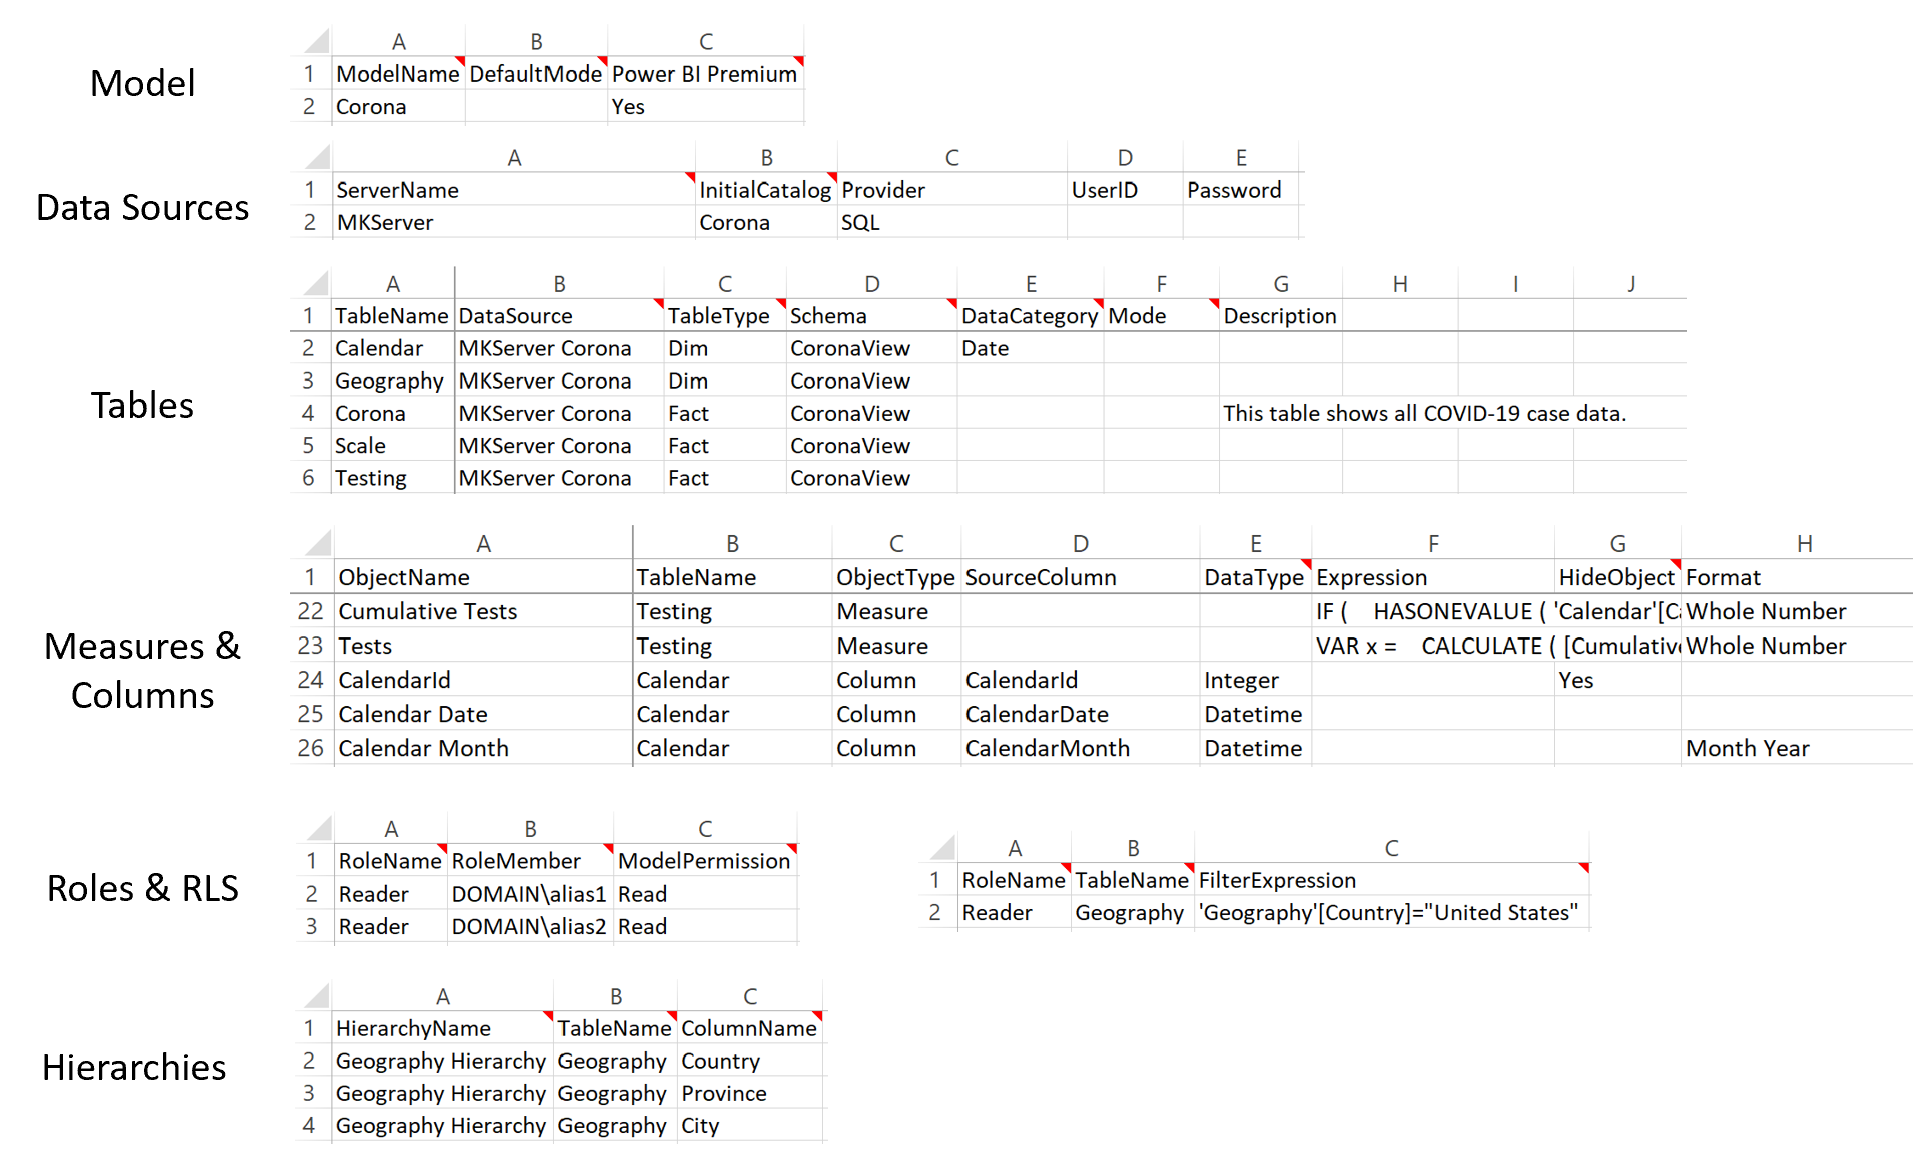 Model
A B C
1 ModelName DefaultMode Power BI Premium
2 Corona Yes
Data Sources
A B C D E
1 ServerName InitialCatalog Provider UserID Password
2 MKServer Corona SQL
Tables
A B C D E F G H I J
1 TableName DataSource TableType Schema DataCategory Mode Description
2 Calendar MKServer Corona Dim CoronaView Date
3 Geography MKServer Corona Dim CoronaView
4 Corona MKServer Corona Fact CoronaView This table shows all COVID-19 case data.
5 Scale MKServer Corona Fact CoronaView
6 Testing MKServer Corona Fact CoronaView
Measures &
Columns
A B C D E F G H
1 ObjectName TableName ObjectType SourceColumn DataType Expression HideObject Format
22 Cumulative Tests Testing Measure IF ( HASONEVALUE ( 'Calendar'[Ca Whole Number
23 Tests Testing Measure VAR x = CALCULATE ( [Cumulativ Whole Number
24 CalendarId Calendar Column CalendarId Integer Yes
25 Calendar Date Calendar Column CalendarDate Datetime
26 Calendar Month Calendar Column CalendarMonth Datetime Month Year
Roles & RLS
A B C
1 RoleName RoleMember ModelPermission
2 Reader DOMAIN\alias1 Read
3 Reader DOMAIN\alias2 Read
A B C
1 RoleName TableName FilterExpression
2 Reader Geography 'Geography'[Country]="United States"
Hierarchies
A B C
1 HierarchyName TableName ColumnName
2 Geography Hierarchy Geography Country
3 Geography Hierarchy Geography Province
4 Geography Hierarchy Geography City